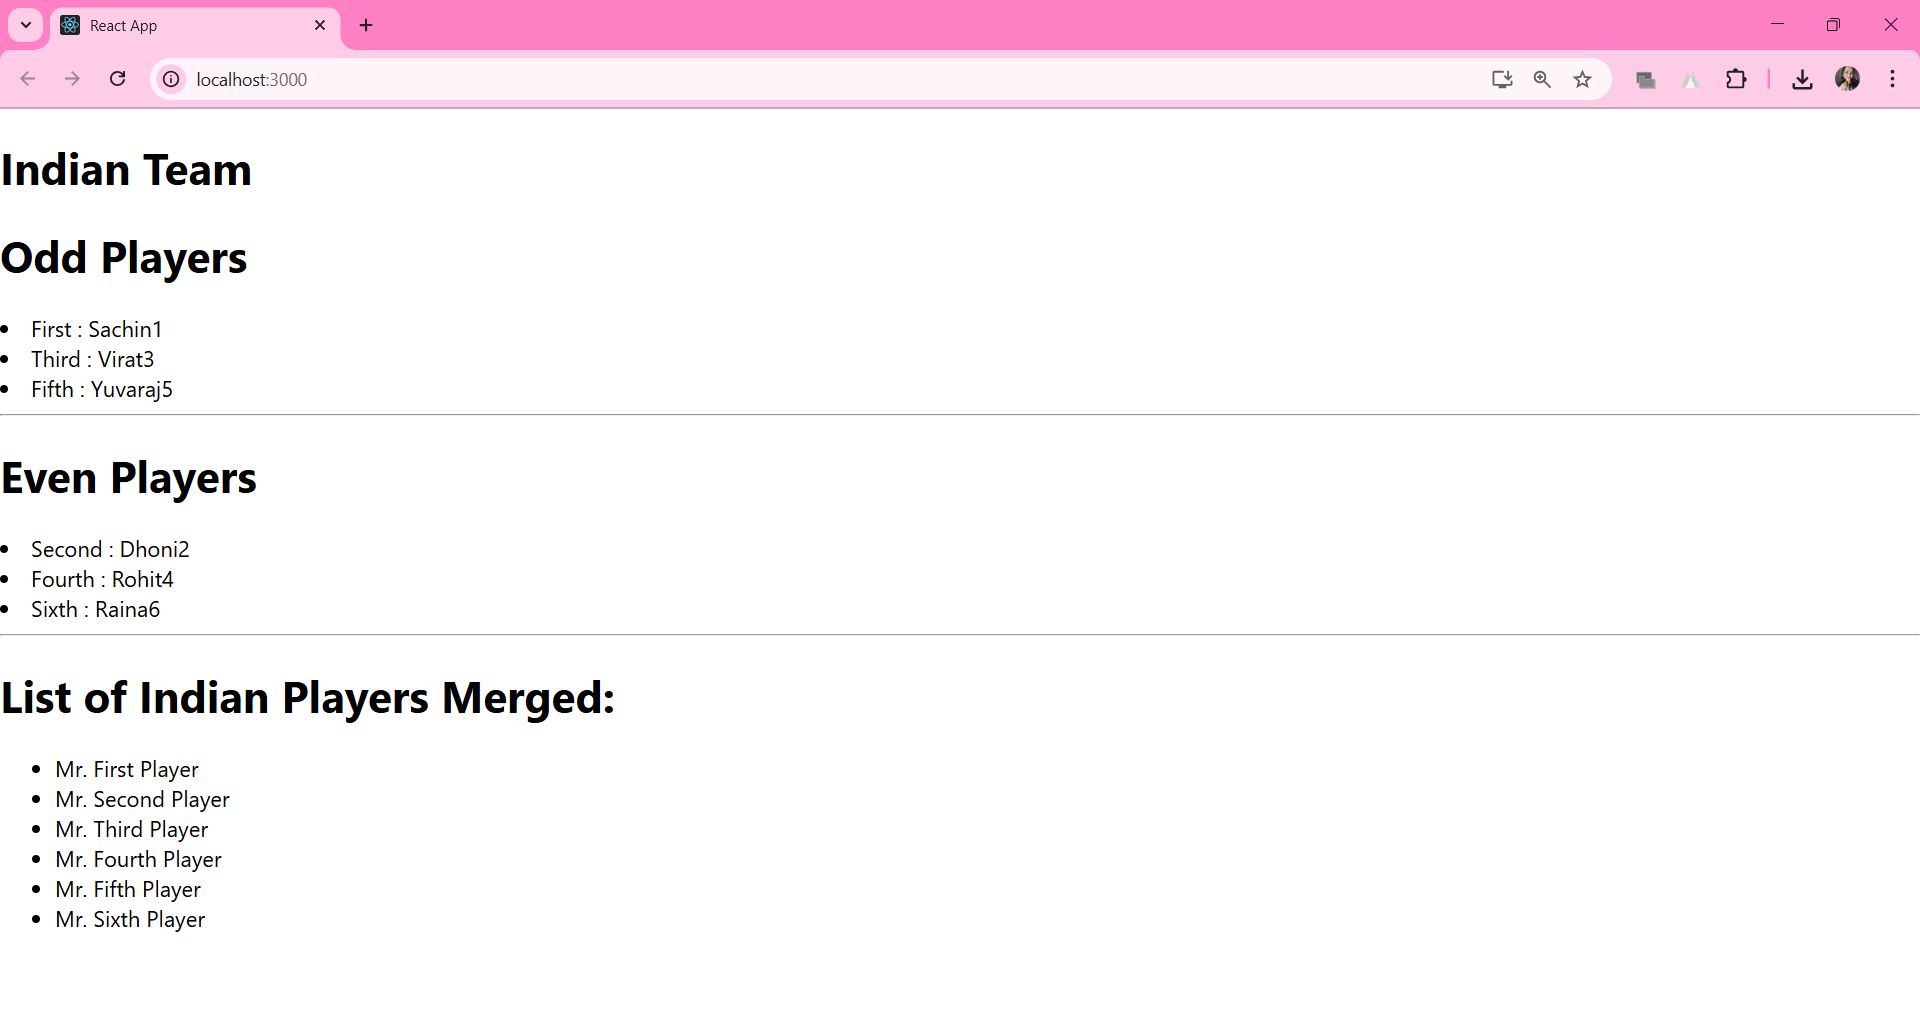 React App
localhost:3000
Indian Team
Odd Players
First : Sachin1
Third : Virat3
Fifth : Yuvaraj5
Even Players
Second : Dhoni2
Fourth : Rohit4
Sixth : Raina6
List of Indian Players Merged:
Mr. First Player
Mr. Second Player
Mr. Third Player
Mr. Fourth Player
Mr. Fifth Player
Mr. Sixth Player